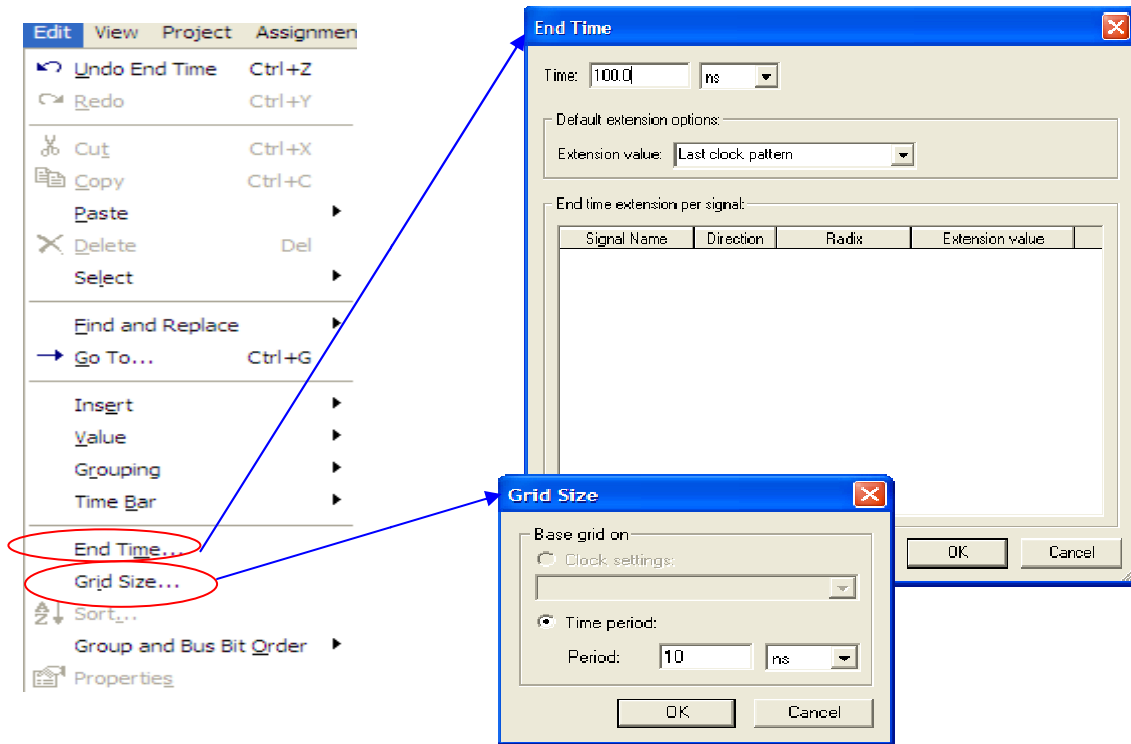 Edit View Project Assignmen
Undo End Time Ctrl+Z
Redo Ctrl+Y
Cut Ctrl+X
Copy Ctrl+C
Paste
Delete Del
Select
Find and Replace
Go To... Ctrl+G
Insert
Value
Grouping
Time Bar
End Time...
Grid Size...
Sort...
Group and Bus Bit Order
Properties
End Time
Time: 100.0 ns
Default extension options:
Extension value: Last clock pattern
End time extension per signal:
Signal Name Direction Radix Extension value
OK Cancel
Grid Size
Base grid on
Clock settings:
Time period:
Period: 10 ns
OK Cancel